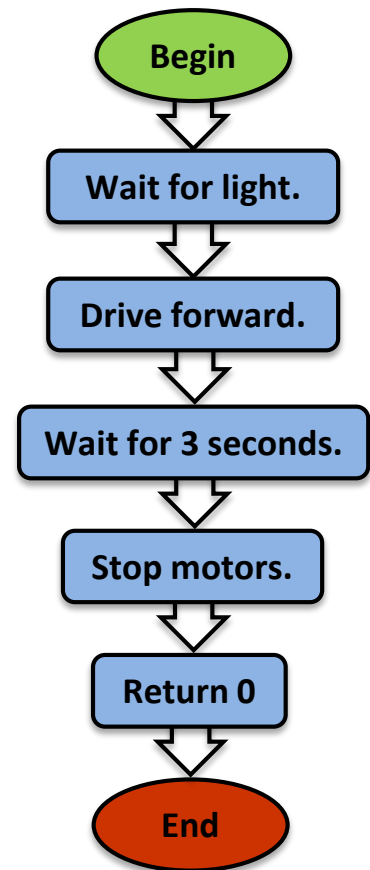 Begin
Wait for light.
Drive forward.
Wait for 3 seconds.
Stop motors.
Return 0
End